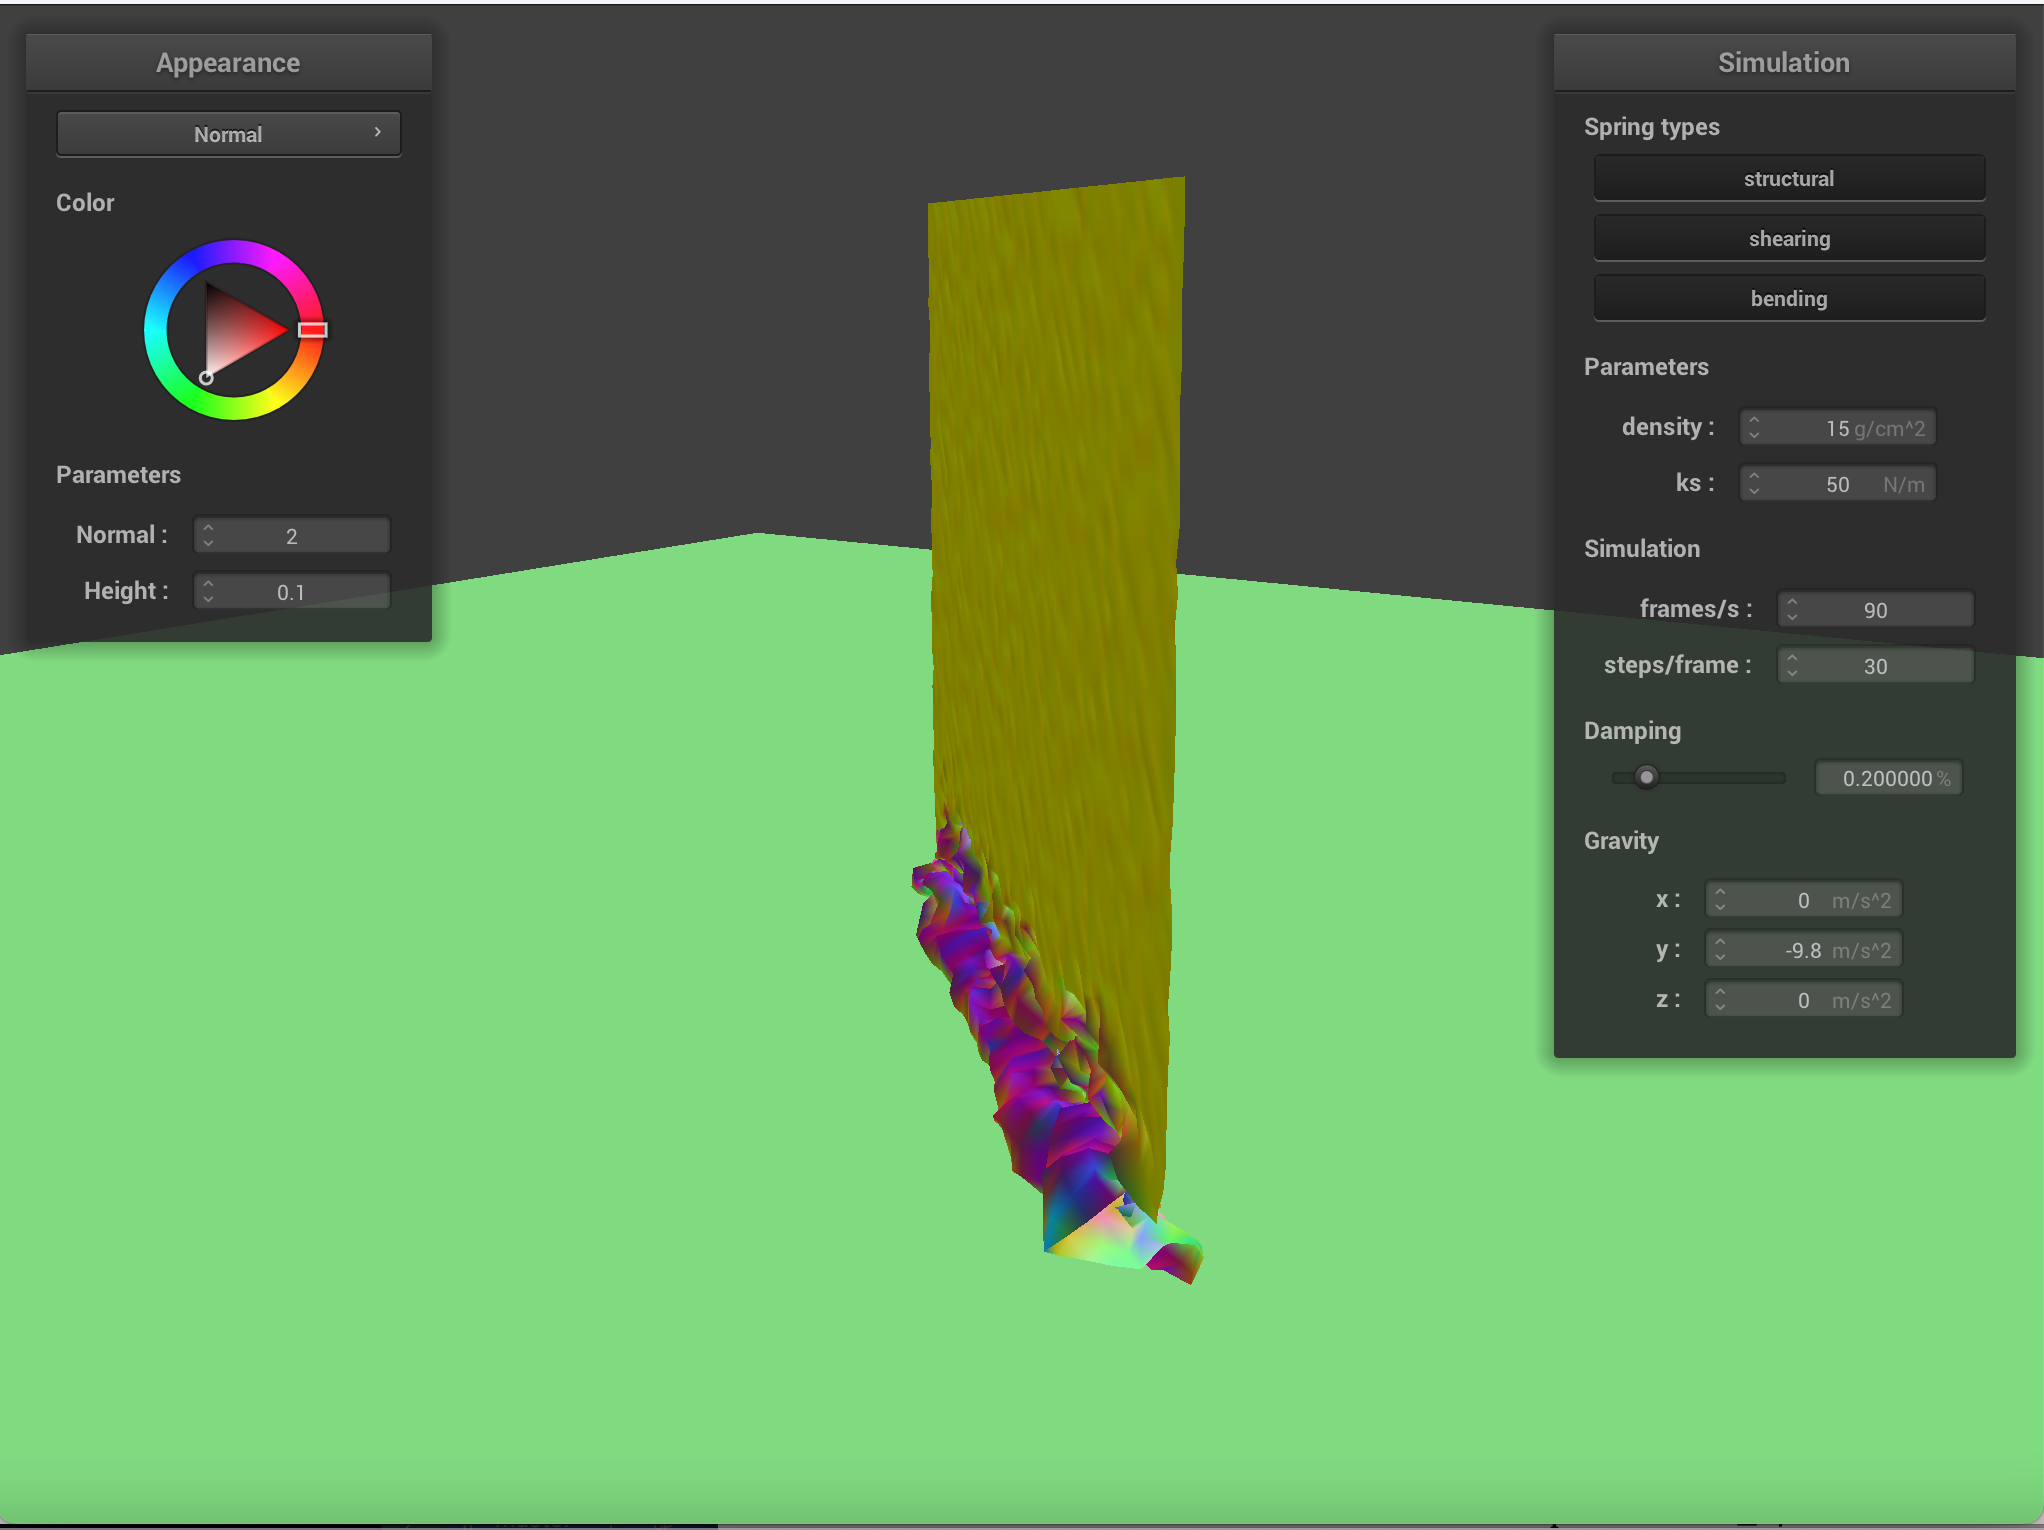 Appearance
Normal
Color
Parameters
Normal : 2
Height : 0.1
Simulation
Spring types
structural
shearing
bending
Parameters
density : 15 g/cm^2
ks : 50 N/m
Simulation
frames/s : 90
steps/frame : 30
Damping
0.200000 %
Gravity
x : 0 m/s^2
y : -9.8 m/s^2
z : 0 m/s^2